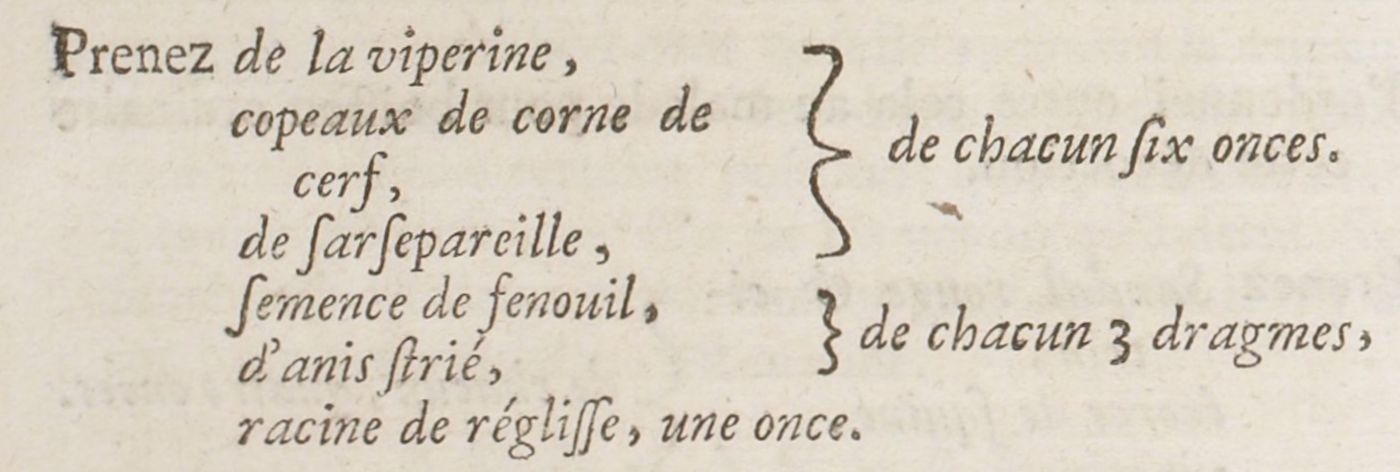 Prenez de la viperine,
copeaux de corne de
cerf,
de ſarſepareille,
de chacun ſix onces.
ſemence de fenouil,
d'anis ſtrié,
de chacun 3 dragmes,
racine de régliſſe, une once.